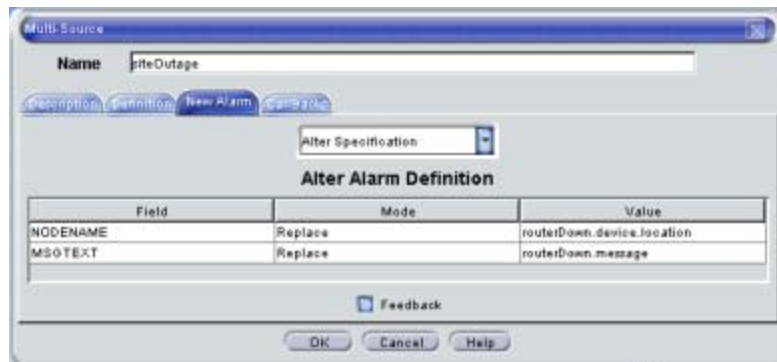 Multi-Source
Name siteOutage
Description Definition New Alarm Callbacks
Alter Specification
Alter Alarm Definition
Field Mode Value
NODENAME Replace routerDown.device.location
MSGTEXT Replace routerDown.message
Feedback
OK Cancel Help